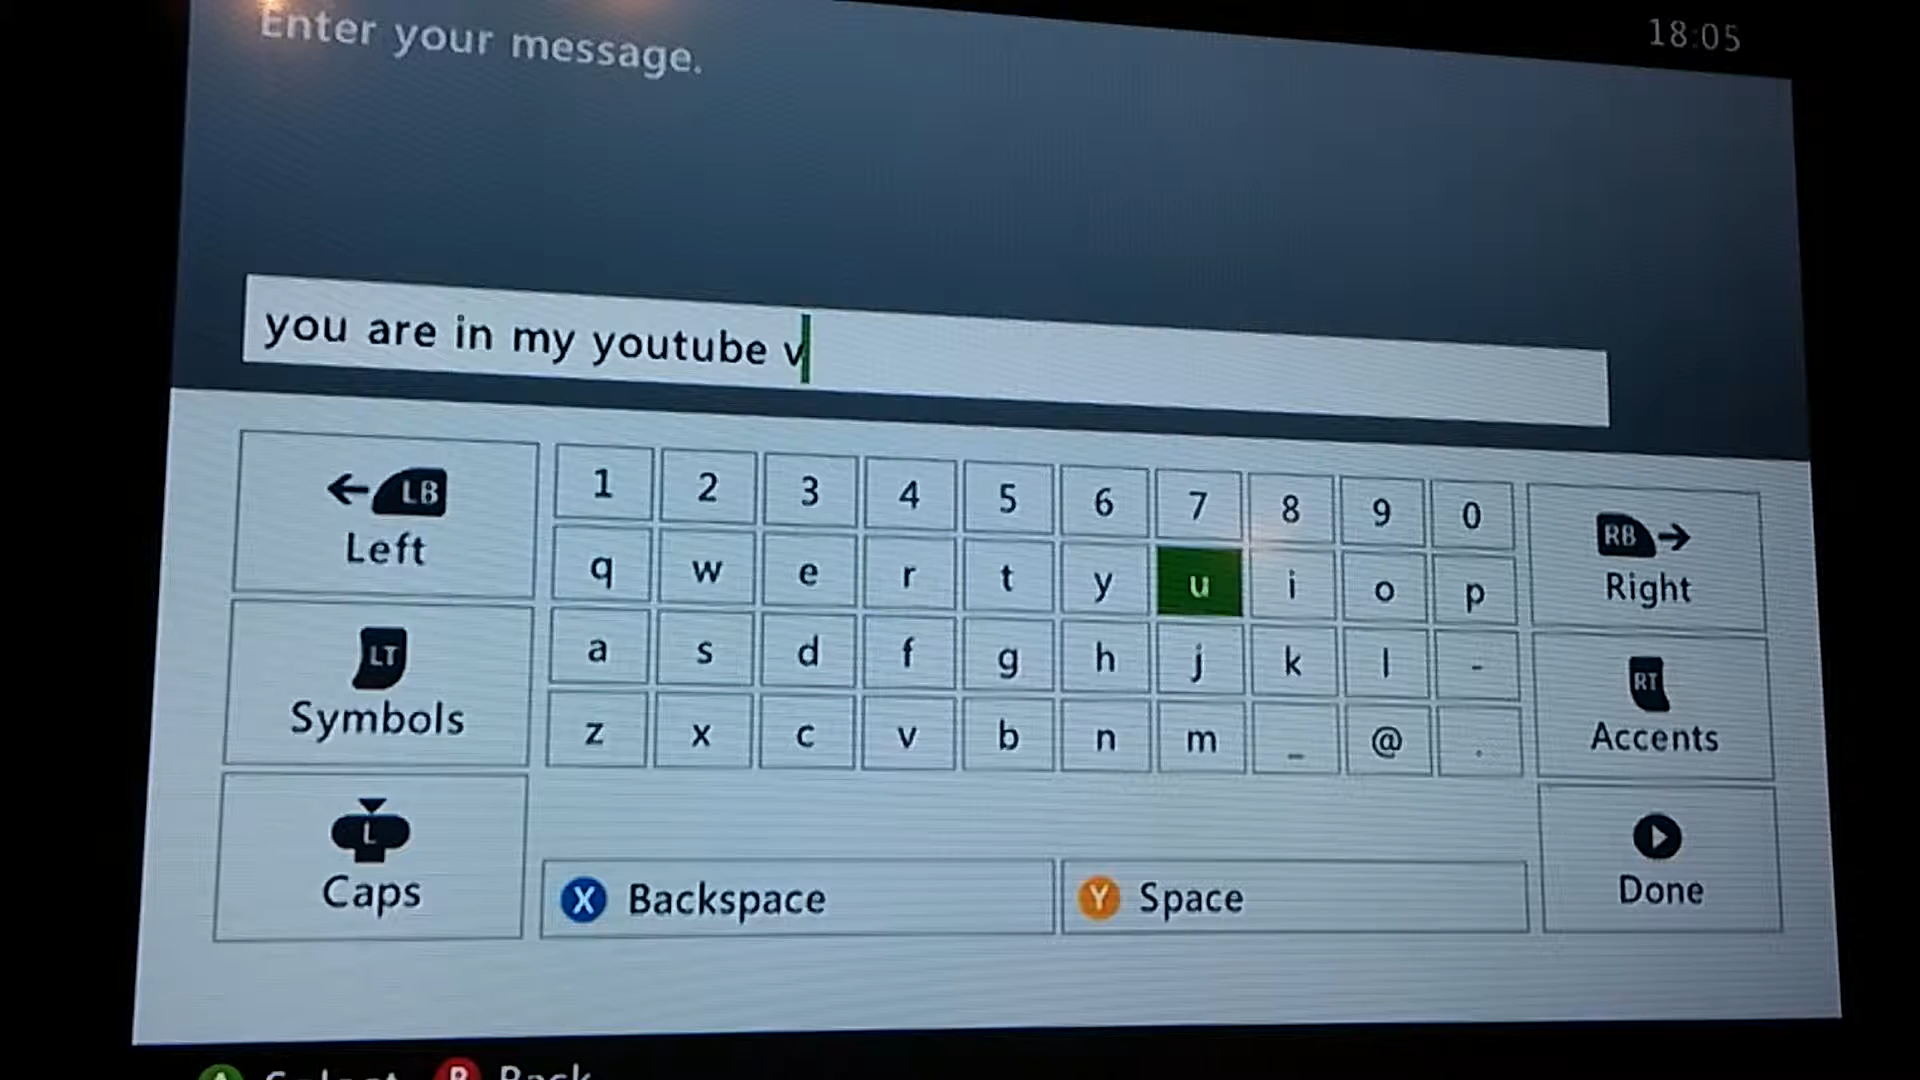 Enter your message.
18:05
you are in my youtube v
LB
Left
1 2 3 4 5 6 7 8 9 0
RB
Right
q w e r t y u i o p
LT
Symbols
a s d f g h j k l -
RT
Accents
z x c v b n m _ @ .
L
Caps
X Backspace
Y Space
Done
A Select B Back